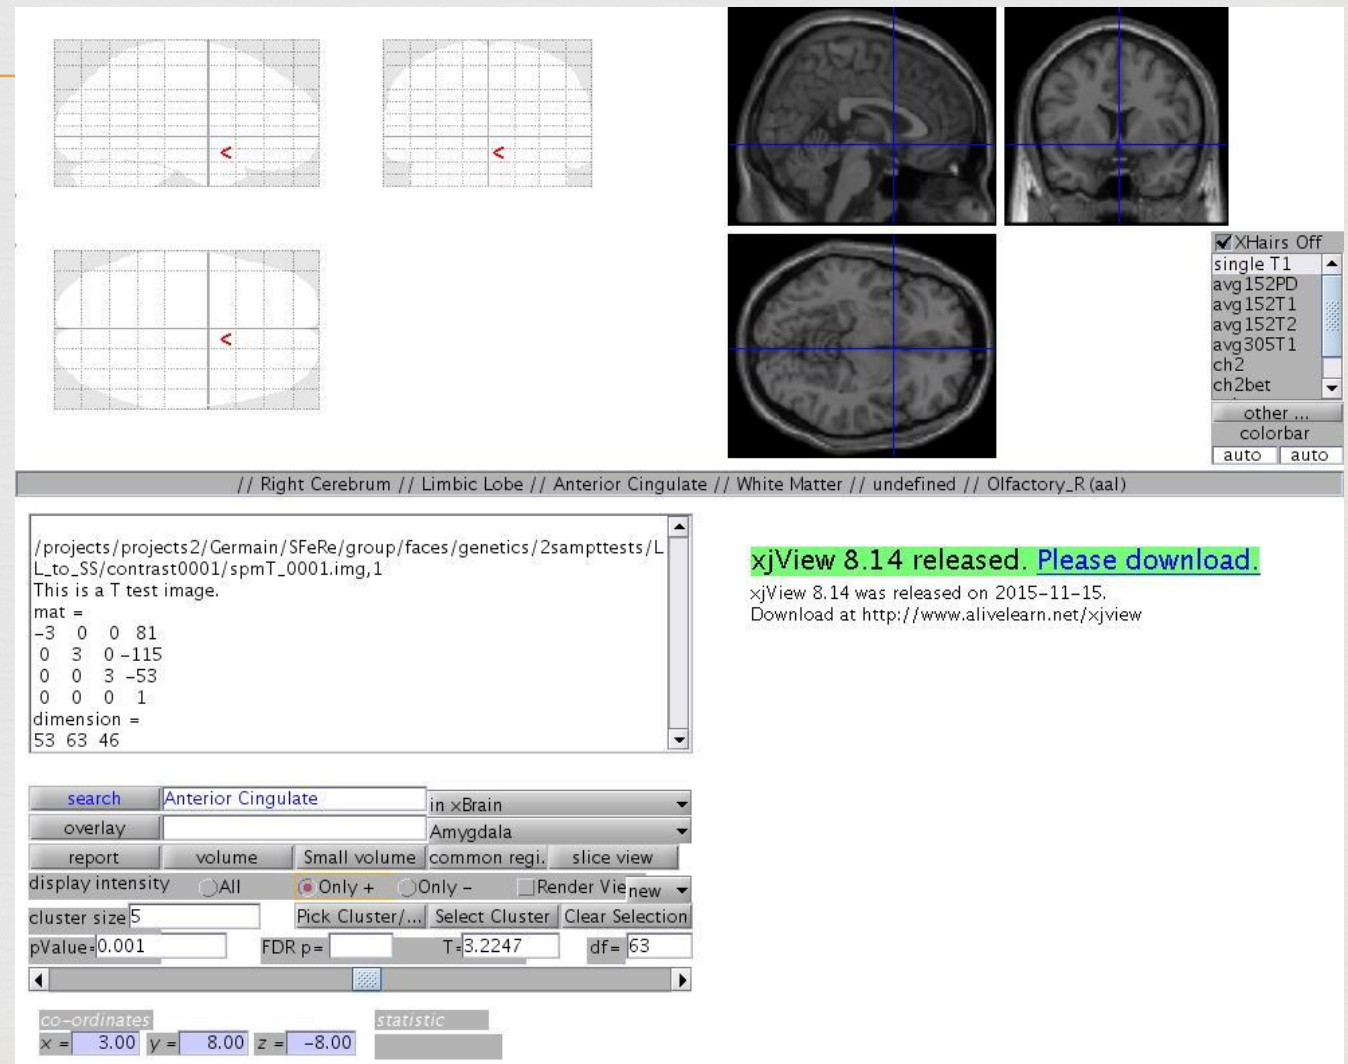 XHairs Off
single T1
avg152PD
avg152T1
avg152T2
avg305T1
ch2
ch2bet
other ...
colorbar
auto auto
// Right Cerebrum // Limbic Lobe // Anterior Cingulate // White Matter // undefined // Olfactory_R (aal)
/projects/projects2/Germain/SFeRe/group/faces/genetics/2sampttests/L
L_to_SS/contrast0001/spmT_0001.img,1
This is a T test image.
mat =
-3 0 0 81
0 3 0 -115
0 0 3 -53
0 0 0 1
dimension =
53 63 46
xjView 8.14 released. Please download.
xjView 8.14 was released on 2015-11-15.
Download at http://www.alivelearn.net/xjview
search Anterior Cingulate in xBrain
overlay Amygdala
report volume Small volume common regi. slice view
display intensity All Only + Only - Render Vie new
cluster size 5 Pick Cluster/... Select Cluster Clear Selection
pValue= 0.001 FDR p= T= 3.2247 df= 63
co-ordinates statistic
x = 3.00 y = 8.00 z = -8.00